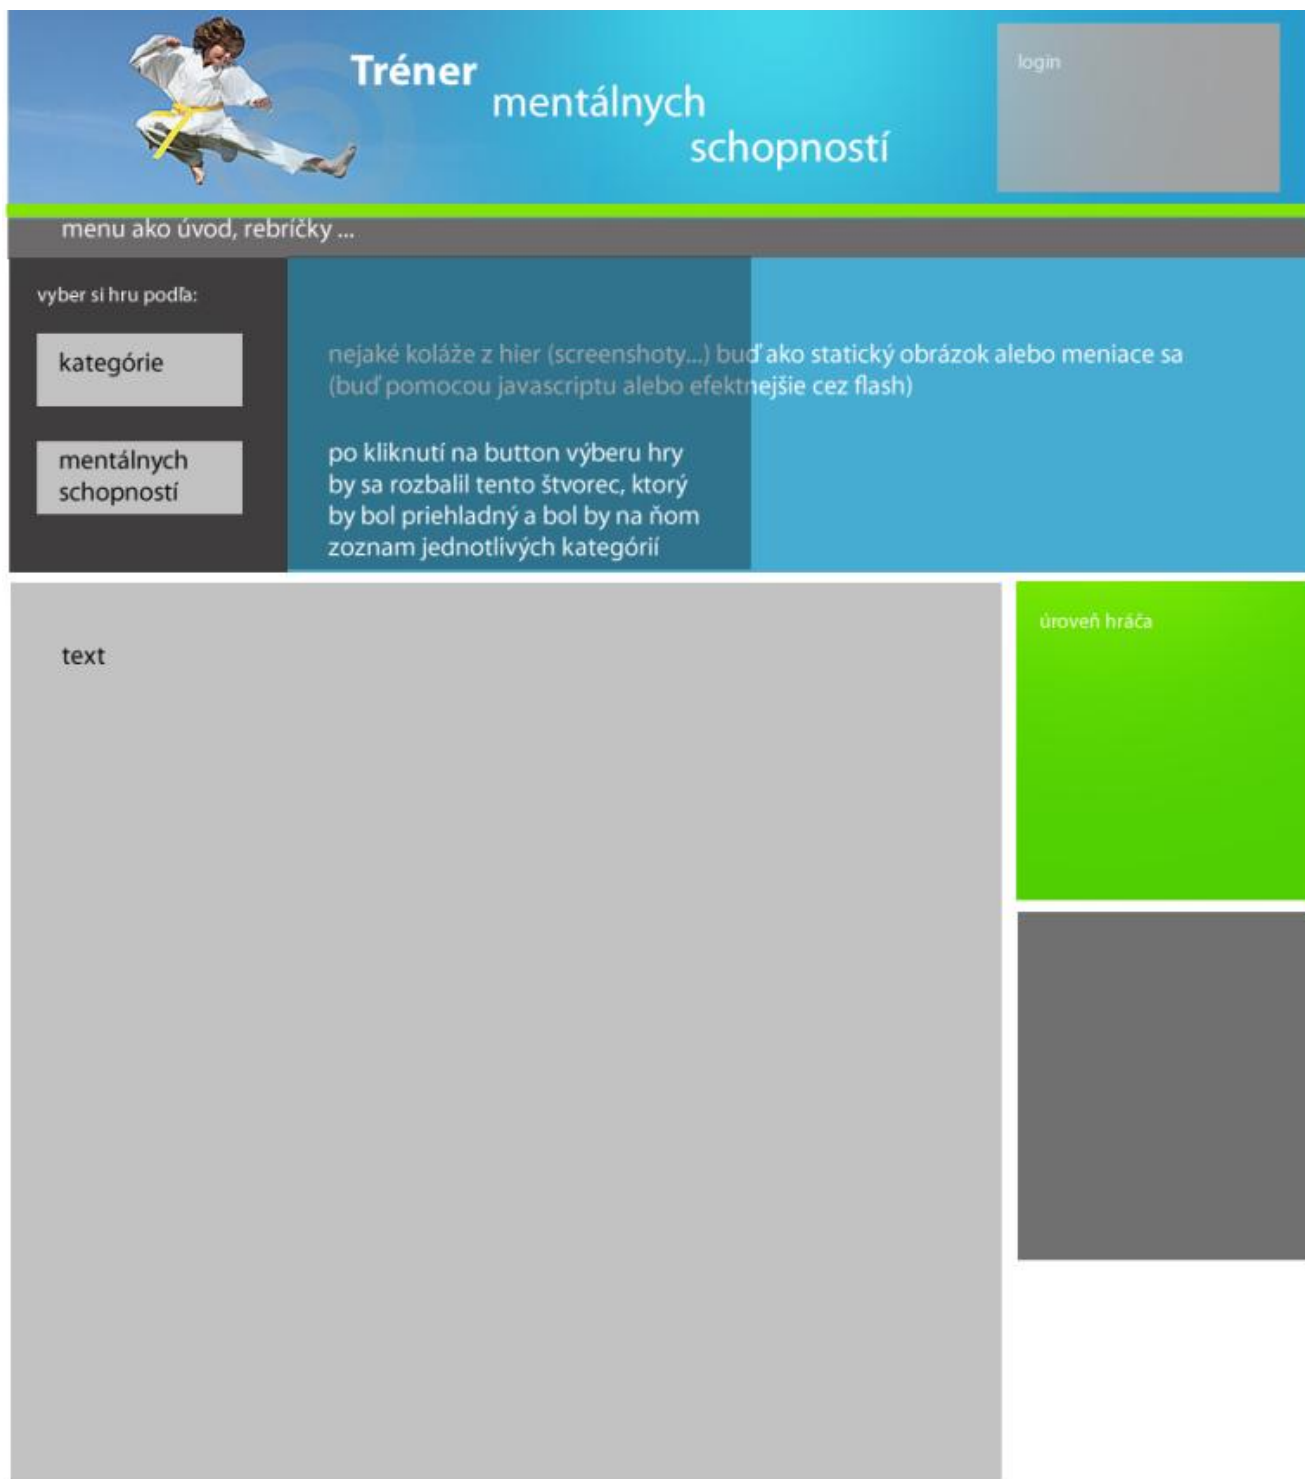 Tréner
mentálnych
schopností
login
menu ako úvod, rebríčky ...
vyber si hru podľa:
kategórie
mentálnych
schopností
nejaké koláže z hier (screenshoty...) buď ako statický obrázok alebo meniace sa
(buď pomocou javascriptu alebo efektnejšie cez flash)
po kliknutí na button výberu hry
by sa rozbalil tento štvorec, ktorý
by bol priehladný a bol by na ňom
zoznam jednotlivých kategórií
text
úroveň hráča